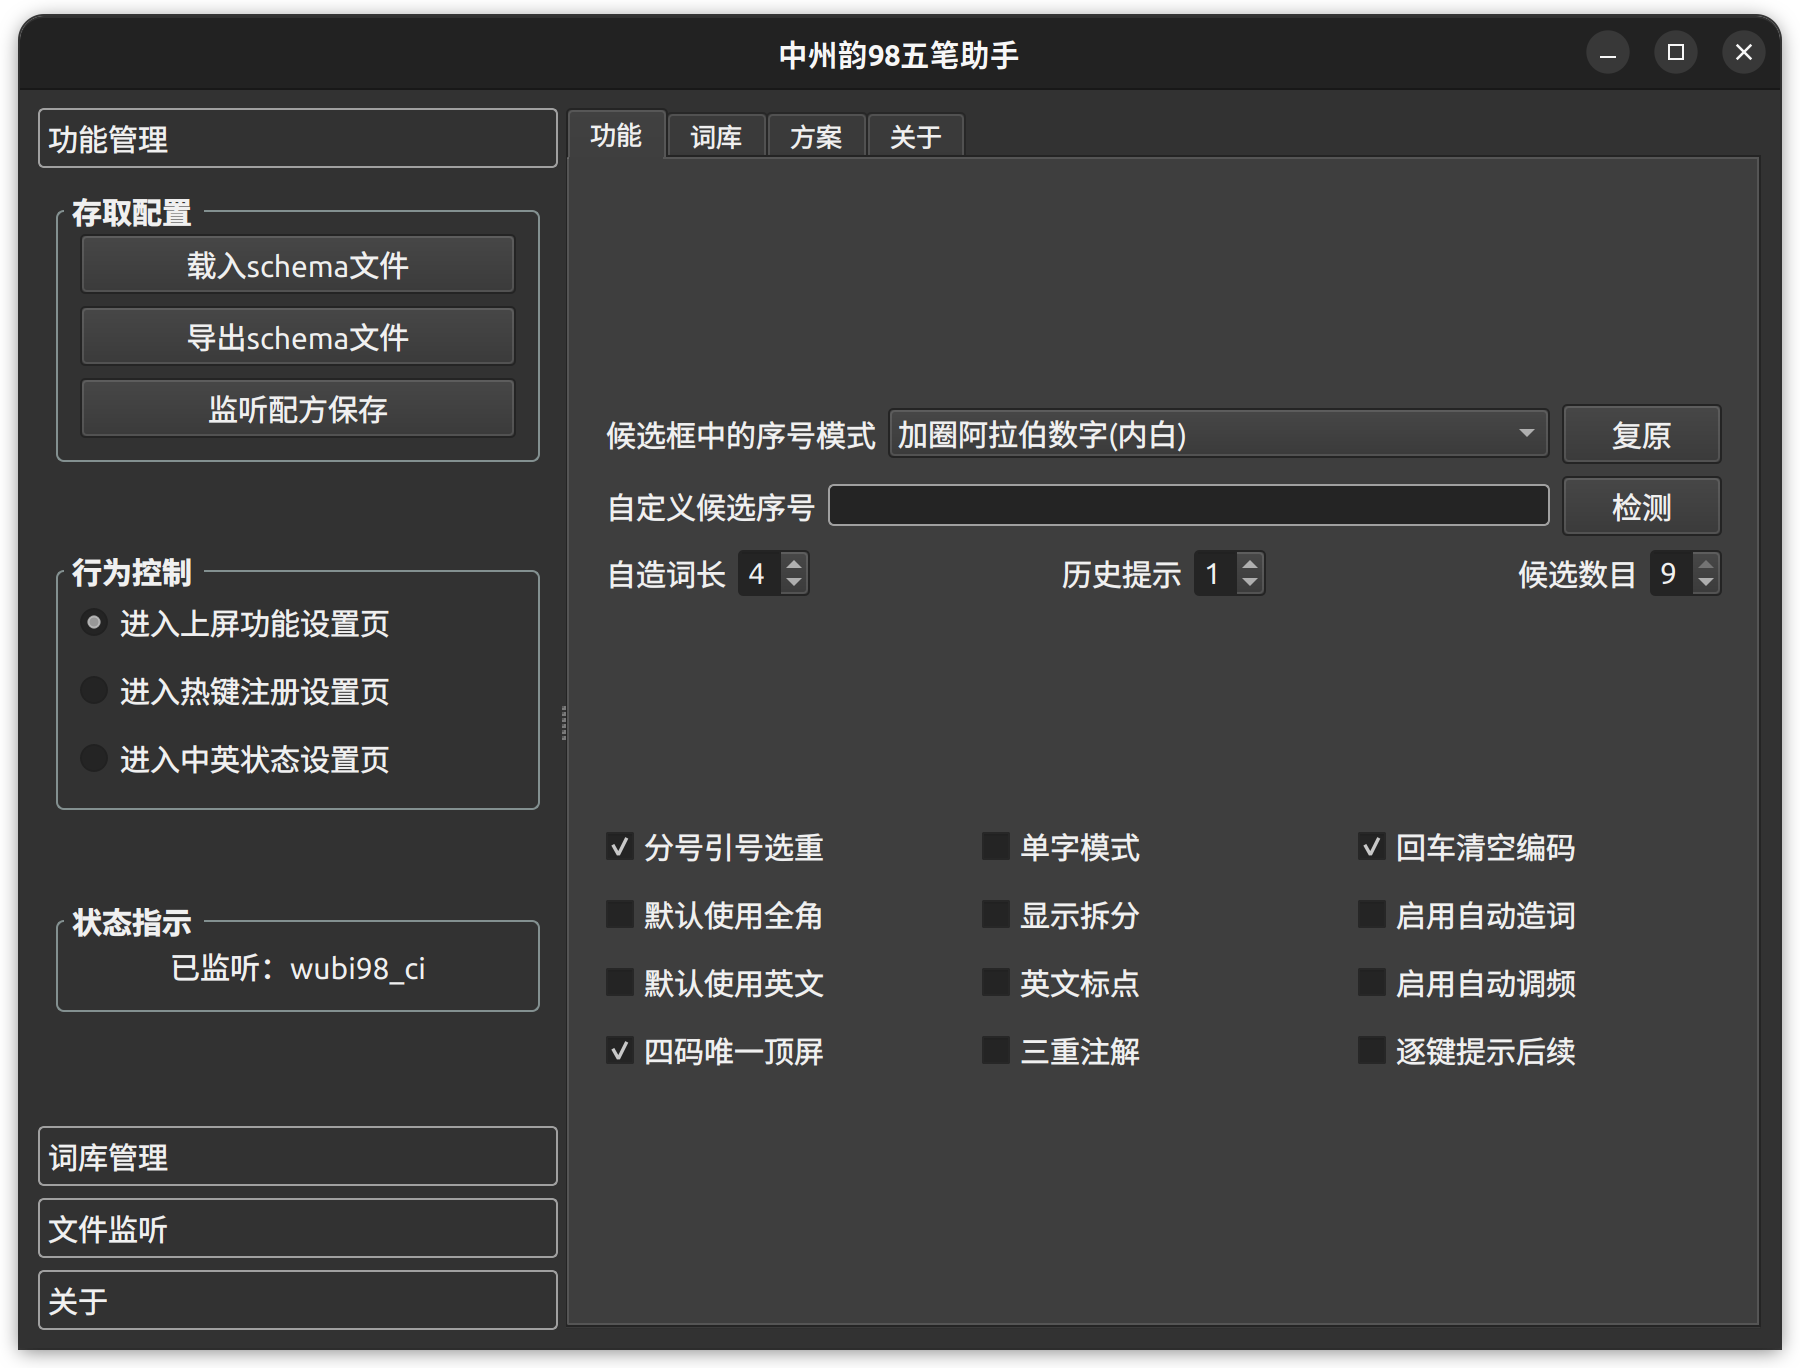 中州韵98五笔助手
功能管理
存取配置
载入schema文件
导出schema文件
监听配方保存
行为控制
进入上屏功能设置页
进入热键注册设置页
进入中英状态设置页
状态指示
已监听：wubi98_ci
词库管理
文件监听
关于
功能 词库 方案 关于
候选框中的序号模式 加圈阿拉伯数字(内白) 复原
自定义候选序号 检测
自造词长 4 历史提示 1 候选数目 9
分号引号选重 单字模式 回车清空编码
默认使用全角 显示拆分 启用自动造词
默认使用英文 英文标点 启用自动调频
四码唯一顶屏 三重注解 逐键提示后续